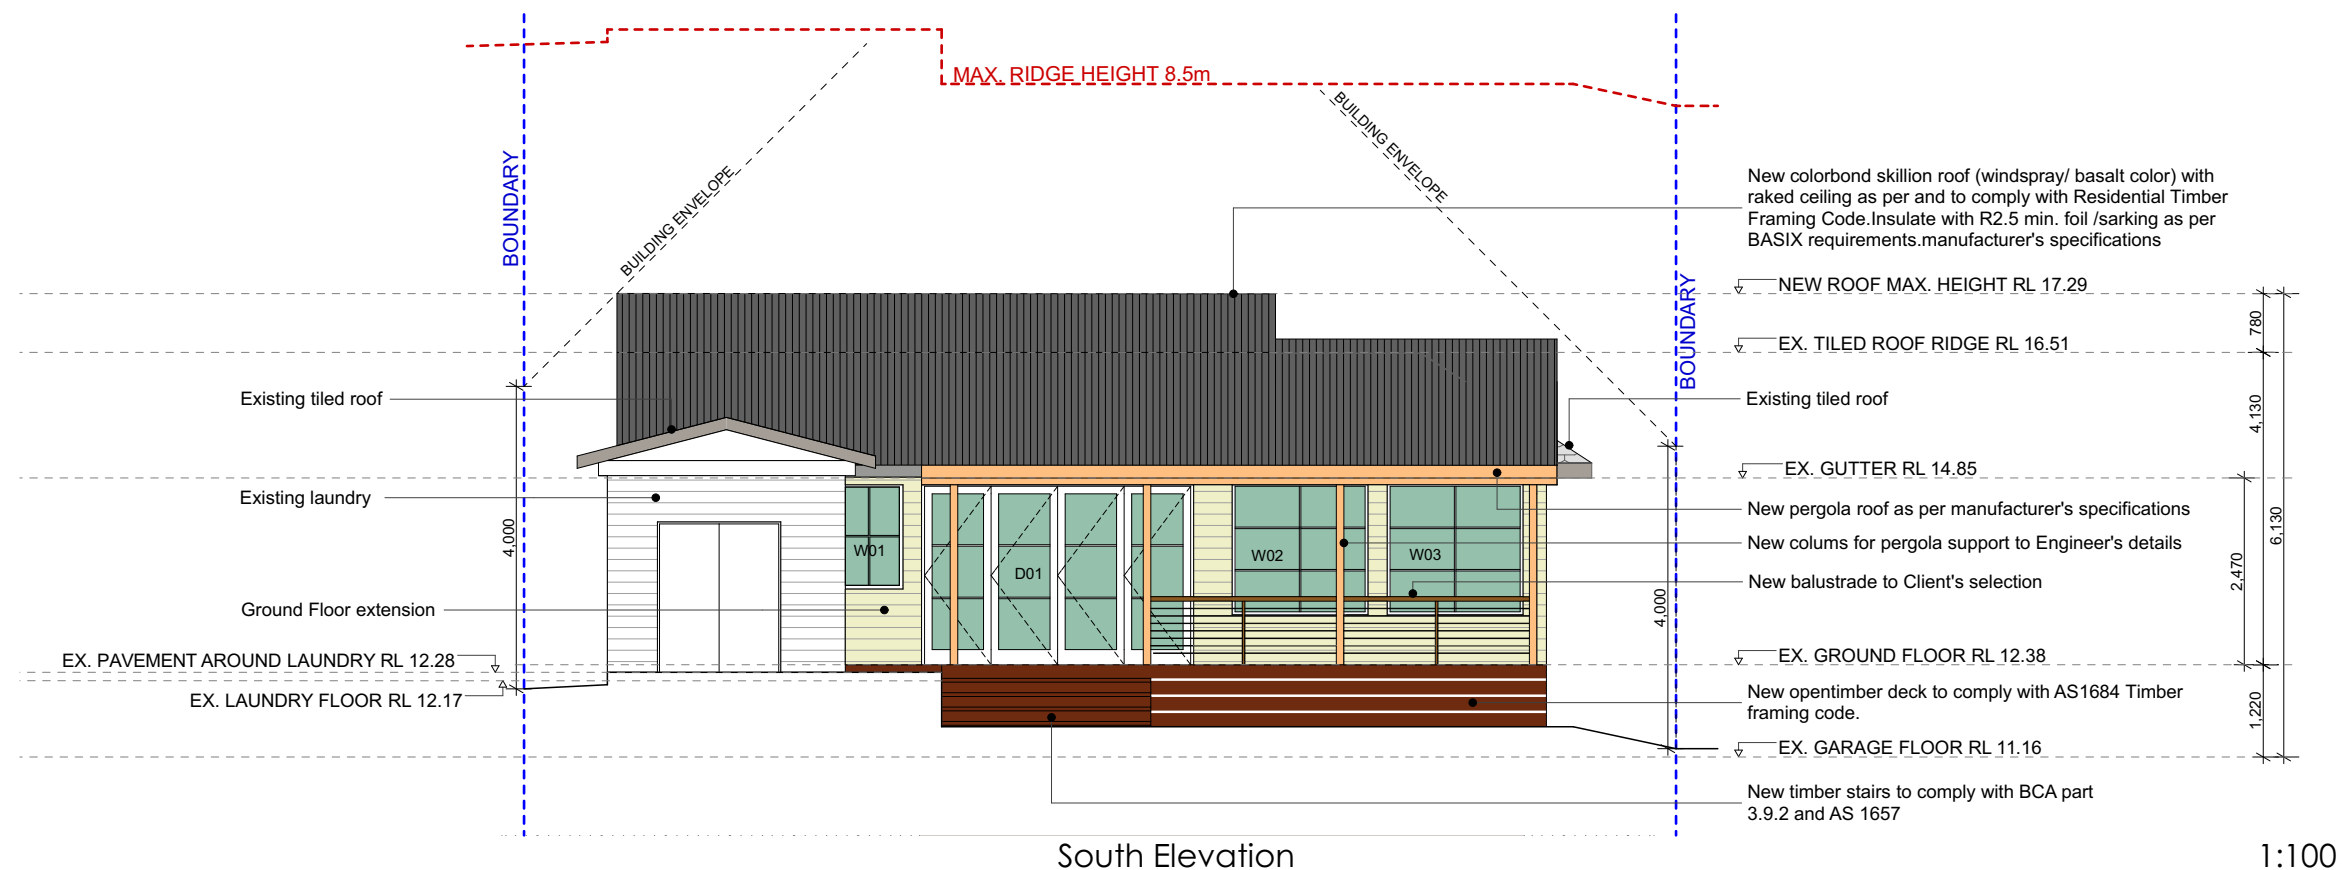 MAX. RIDGE HEIGHT 8.5m
BUILDING ENVELOPE
BUILDING ENVELOPE
BOUNDARY
BOUNDARY
New colorbond skillion roof (windspray/ basalt color) with
raked ceiling as per and to comply with Residential Timber
Framing Code.Insulate with R2.5 min. foil /sarking as per
BASIX requirements.manufacturer's specifications
NEW ROOF MAX. HEIGHT RL 17.29
780
EX. TILED ROOF RIDGE RL 16.51
Existing tiled roof
Existing tiled roof
4,130
EX. GUTTER RL 14.85
Existing laundry
New pergola roof as per manufacturer's specifications
4,000
6,130
New colums for pergola support to Engineer's details
W01
W02
W03
D01
2,470
New balustrade to Client's selection
4,000
Ground Floor extension
EX. PAVEMENT AROUND LAUNDRY RL 12.28
EX. GROUND FLOOR RL 12.38
EX. LAUNDRY FLOOR RL 12.17
New opentimber deck to comply with AS1684 Timber
framing code.
1,220
EX. GARAGE FLOOR RL 11.16
New timber stairs to comply with BCA part
3.9.2 and AS 1657
South Elevation
1:100